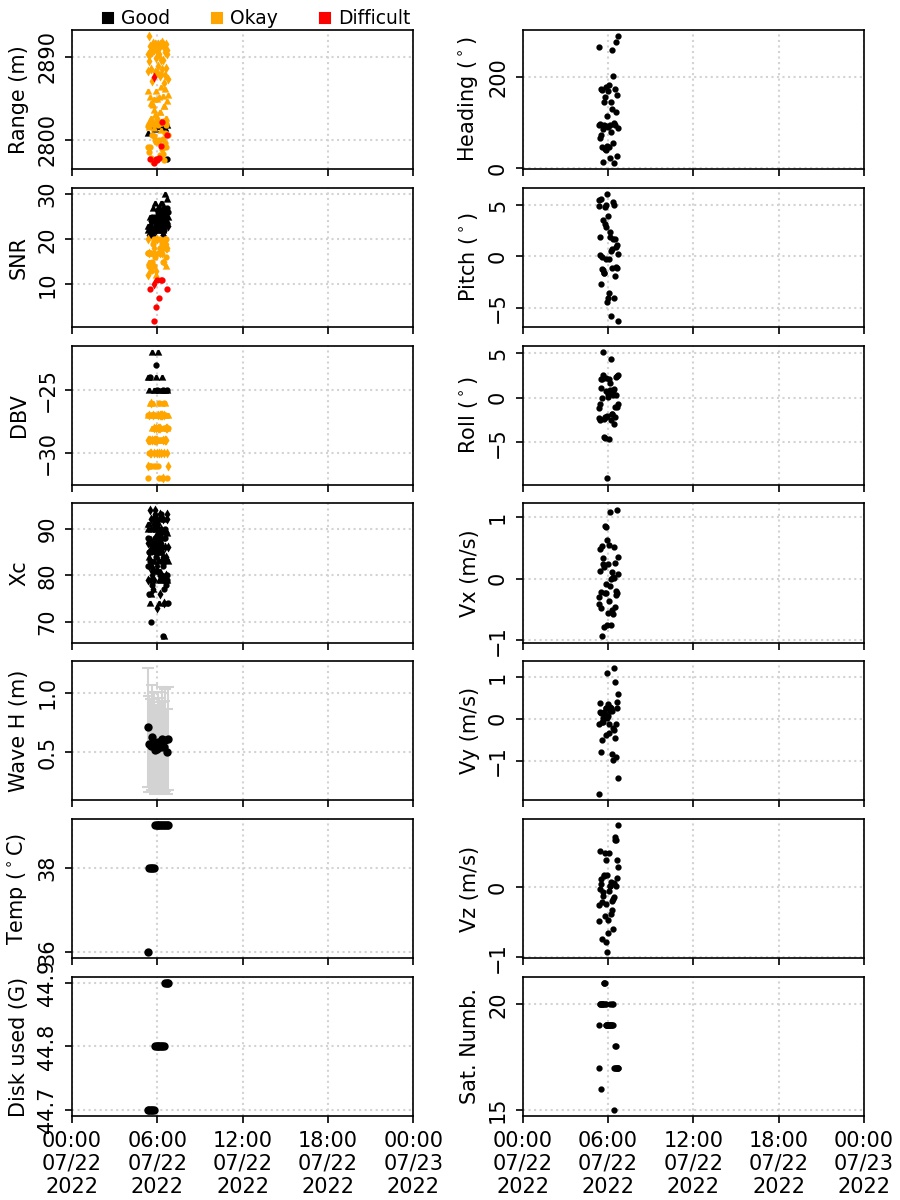 Good Okay Difficult
Range (m)
2890
2800
Heading (°)
200
0
SNR
30
20
10
Pitch (°)
5
0
−5
DBV
−25
−30
Roll (°)
5
0
−5
Xc
90
80
70
Vx (m/s)
1
0
−1
Wave H (m)
1.0
0.5
Vy (m/s)
1
0
−1
Temp (°C)
38
36
Vz (m/s)
0
−1
Disk used (G)
44.9
44.8
44.7
Sat. Numb.
20
15
00:00 06:00 12:00 18:00 00:00
07/22 07/22 07/22 07/22 07/23
2022 2022 2022 2022 2022
00:00 06:00 12:00 18:00 00:00
07/22 07/22 07/22 07/22 07/23
2022 2022 2022 2022 2022